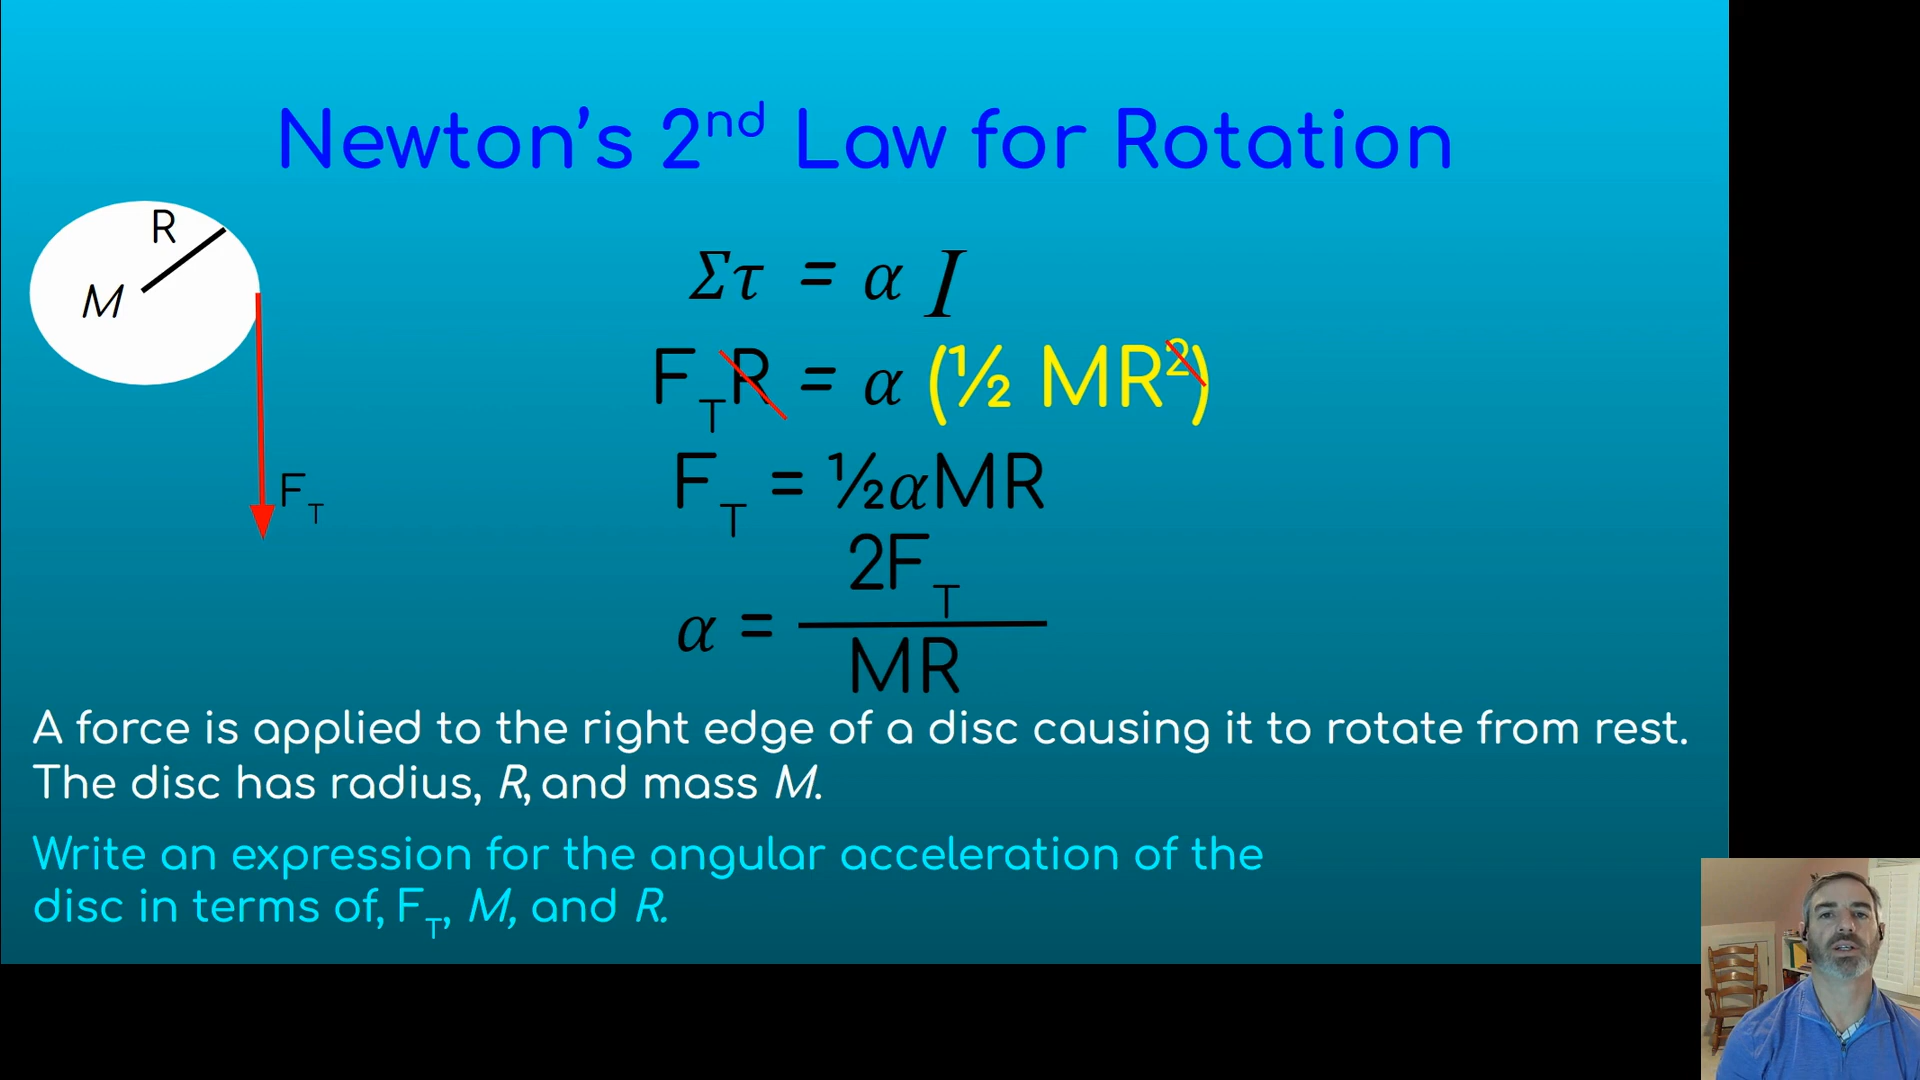 Newton’s 2nd Law for Rotation
R
M
F_T
Στ = α I
F_T R = α (½ MR²)
F_T = ½αMR
α = 2F_T / MR
A force is applied to the right edge of a disc causing it to rotate from rest.
The disc has radius, R, and mass M.
Write an expression for the angular acceleration of the
disc in terms of, F_T, M, and R.